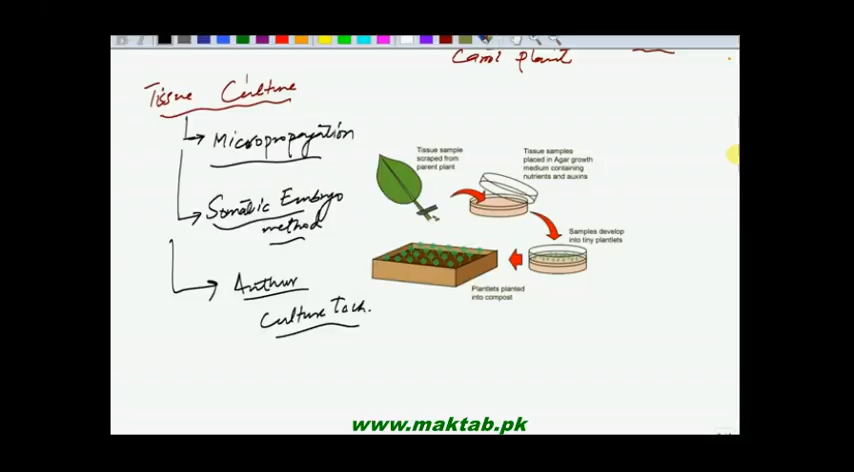 plant
Tissue Culture
Micropropagation
Somatic Embryo
method
Anthur
Culture Tech.
Tissue sample
scraped from
parent plant
Tissue samples
placed in Agar growth
medium containing
nutrients and auxins
Samples develop
into tiny plantlets
Plantlets planted
into compost
www.maktab.pk